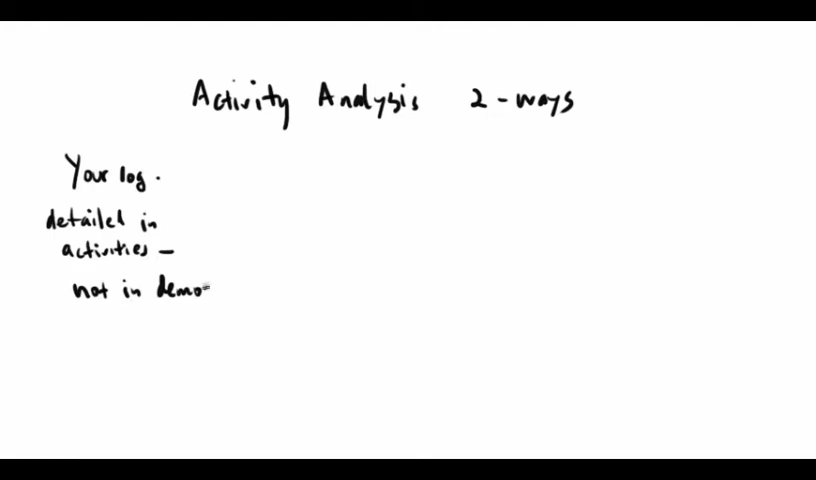 Activity Analysis 2-ways
Your log.
detailed in
activities -
not in demo